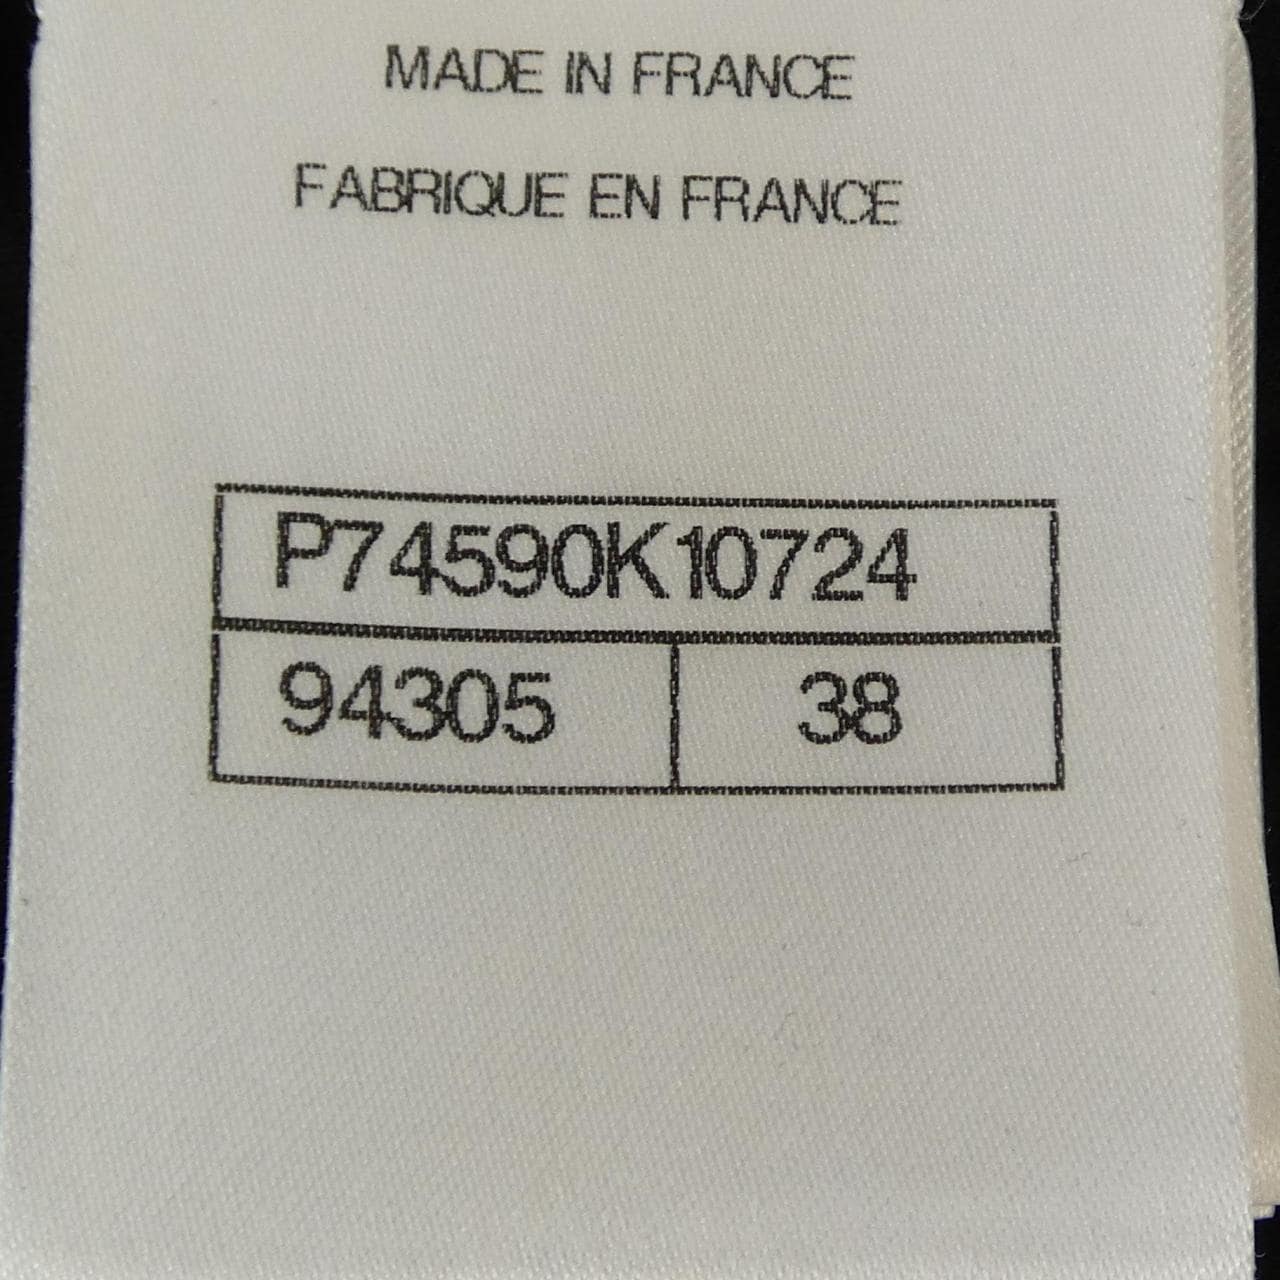 MADE IN FRANCE
FABRIQUE EN FRANCE
P74590K10724
94305 38